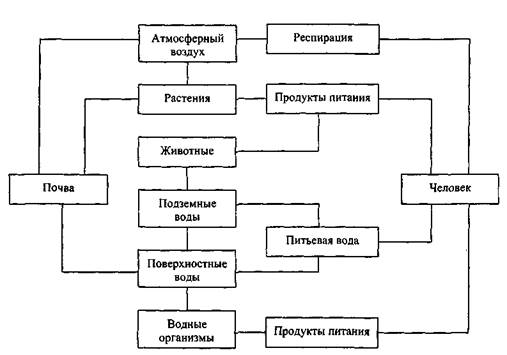 Атмосферный
воздух
Респирация
Растения
Продукты питания
Животные
Почва
Человек
Подземные
воды
Питьевая вода
Поверхностные
воды
Водные
организмы
Продукты питания